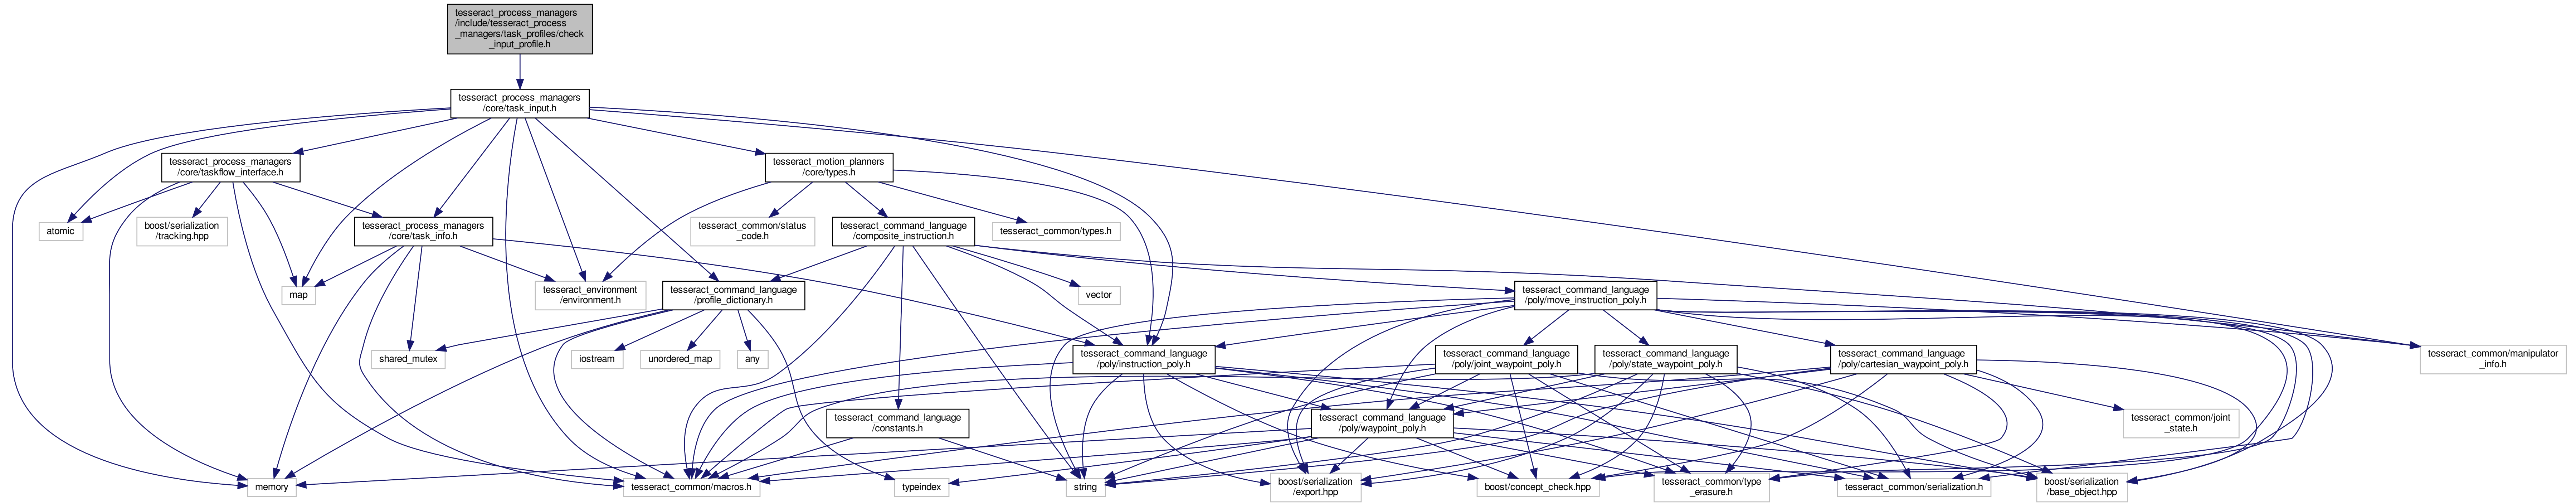 tesseract_process_managers
/include/tesseract_process
_managers/task_profiles/check
_input_profile.h
tesseract_process_managers
/core/task_input.h
tesseract_process_managers
/core/taskflow_interface.h
tesseract_motion_planners
/core/types.h
atomic
boost/serialization
/tracking.hpp
tesseract_process_managers
/core/task_info.h
tesseract_common/status
_code.h
tesseract_command_language
/composite_instruction.h
tesseract_common/types.h
map
tesseract_environment
/environment.h
tesseract_command_language
/profile_dictionary.h
vector
tesseract_command_language
/poly/move_instruction_poly.h
shared_mutex
iostream
unordered_map
any
tesseract_command_language
/poly/instruction_poly.h
tesseract_command_language
/poly/joint_waypoint_poly.h
tesseract_command_language
/poly/state_waypoint_poly.h
tesseract_command_language
/poly/cartesian_waypoint_poly.h
tesseract_common/manipulator
_info.h
tesseract_command_language
/constants.h
tesseract_command_language
/poly/waypoint_poly.h
tesseract_common/joint
_state.h
memory
tesseract_common/macros.h
typeindex
string
boost/serialization
/export.hpp
boost/concept_check.hpp
tesseract_common/type
_erasure.h
tesseract_common/serialization.h
boost/serialization
/base_object.hpp